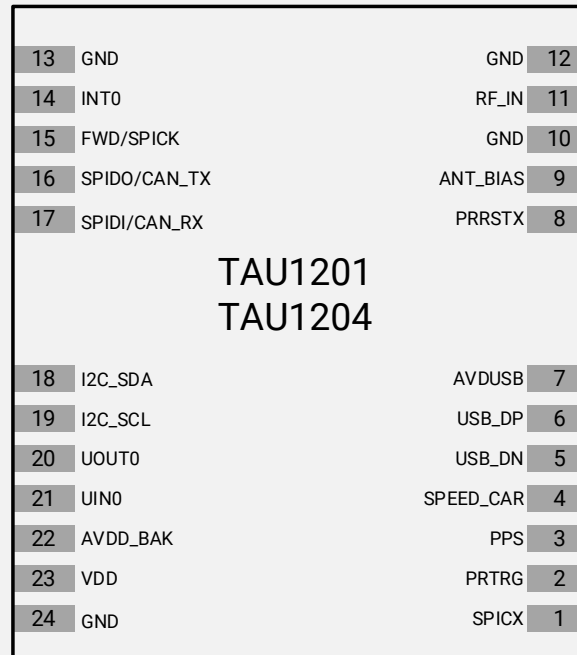 13 GND GND 12
14 INT0 RF_IN 11
15 FWD/SPICK GND 10
16 SPIDO/CAN_TX ANT_BIAS 9
17 SPIDI/CAN_RX PRRSTX 8
TAU1201
TAU1204
18 I2C_SDA AVDUSB 7
19 I2C_SCL USB_DP 6
20 UOUT0 USB_DN 5
21 UIN0 SPEED_CAR 4
22 AVDD_BAK PPS 3
23 VDD PRTRG 2
24 GND SPICX 1